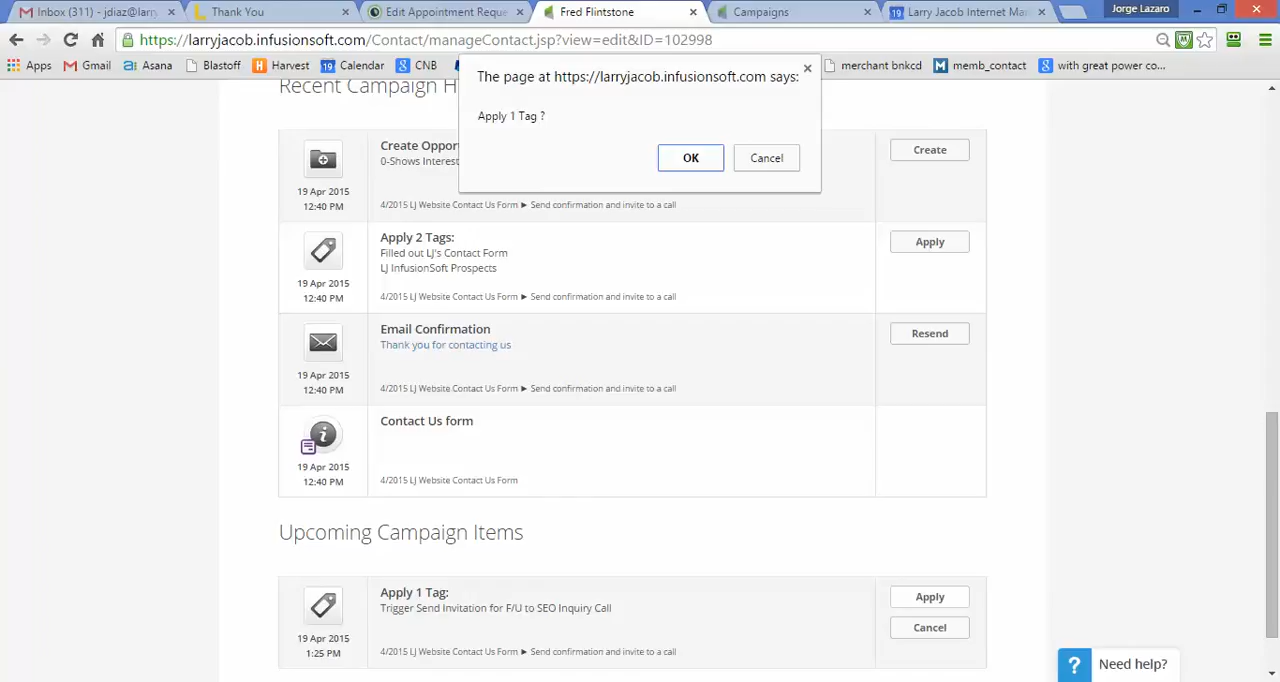 Inbox (311) - jdiaz@larry
Thank You
Edit Appointment Reque
Fred Flintstone
Campaigns
Larry Jacob Internet Ma
Jorge Lazaro
https://larryjacob.infusionsoft.com/Contact/manageContact.jsp?view=edit&ID=102998
Apps
Gmail
Asana
Blastoff
Harvest
Calendar
CNB
merchant bnkcd
memb_contact
with great power co...
The page at https://larryjacob.infusionsoft.com says:
Apply 1 Tag ?
OK
Cancel
Recent Campaign H
19 Apr 2015
12:40 PM
Create Oppor
0-Shows Interest
4/2015 LJ Website Contact Us Form ► Send confirmation and invite to a call
Create
19 Apr 2015
12:40 PM
Apply 2 Tags:
Filled out LJ's Contact Form
LJ InfusionSoft Prospects
4/2015 LJ Website Contact Us Form ► Send confirmation and invite to a call
Apply
19 Apr 2015
12:40 PM
Email Confirmation
Thank you for contacting us
4/2015 LJ Website Contact Us Form ► Send confirmation and invite to a call
Resend
19 Apr 2015
12:40 PM
Contact Us form
4/2015 LJ Website Contact Us Form
Upcoming Campaign Items
19 Apr 2015
1:25 PM
Apply 1 Tag:
Trigger Send Invitation for F/U to SEO Inquiry Call
4/2015 LJ Website Contact Us Form ► Send confirmation and invite to a call
Apply
Cancel
? Need help?